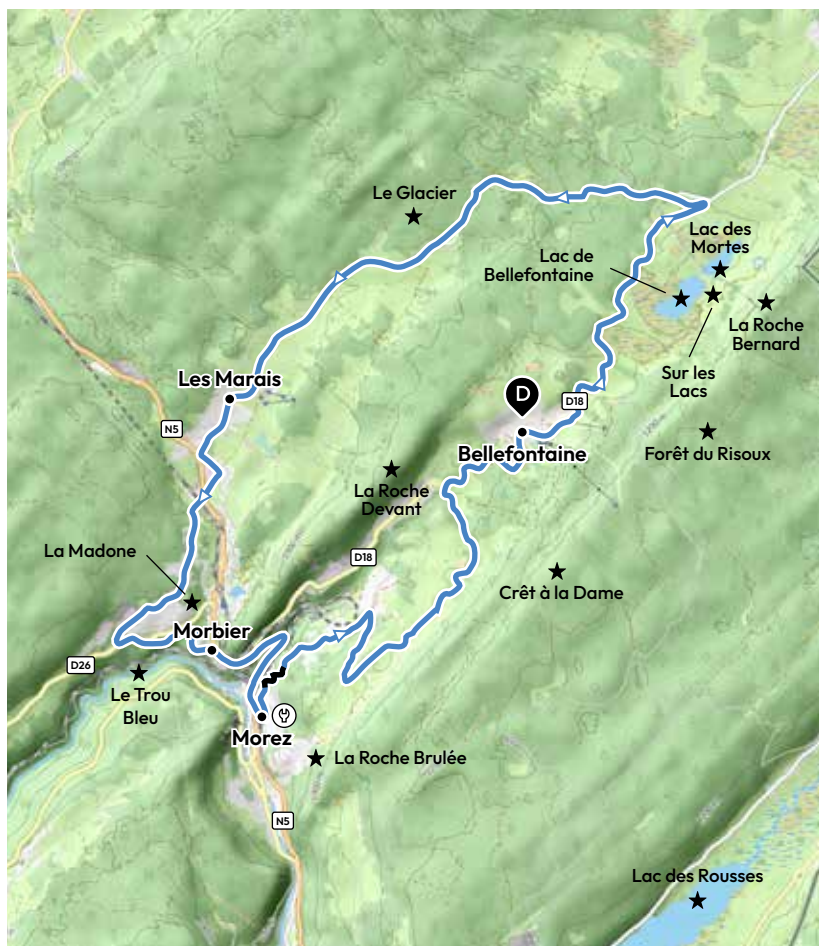 Le Glacier
Lac des
Mortes
Lac de
Bellefontaine
La Roche
Bernard
Sur les
Lacs
Les Marais
D
D18
N5
Bellefontaine
Forêt du Risoux
La Roche
Devant
D18
La Madone
Crêt à la Dame
Morbier
D26
Le Trou
Bleu
Morez
La Roche Brulée
N5
Lac des Rousses